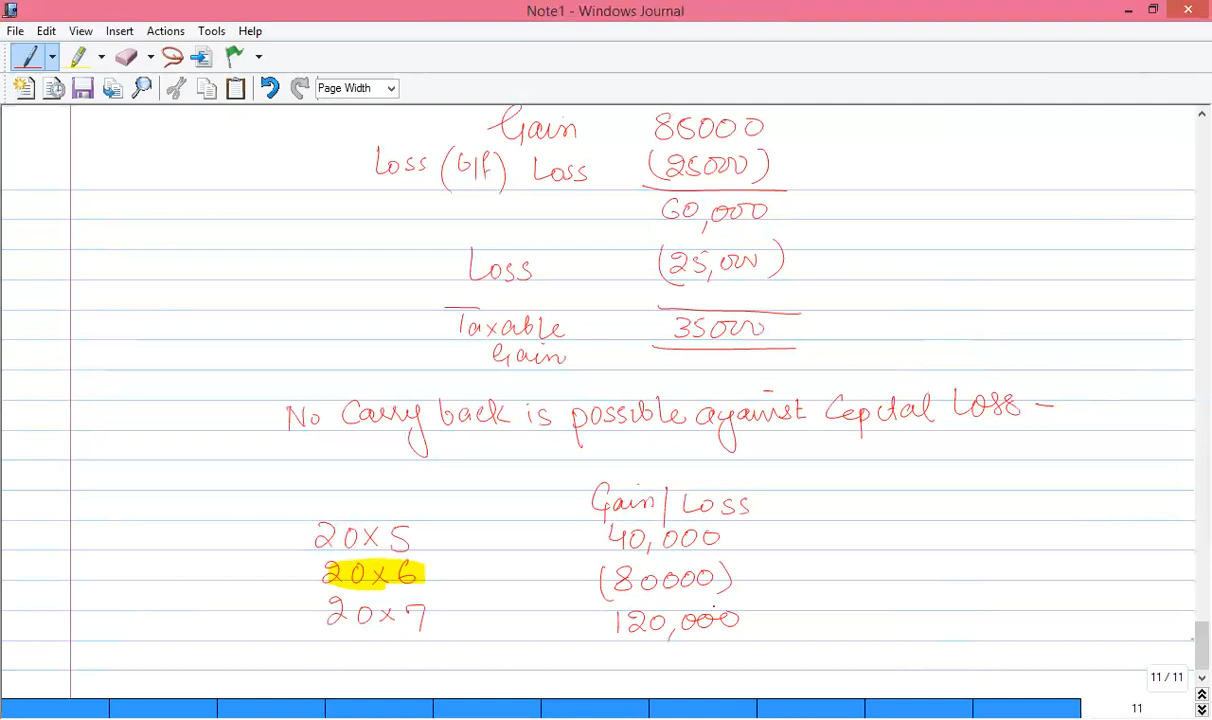 Note1 - Windows Journal
File Edit View Insert Actions Tools Help
Page Width
Gain 85000
Loss (b/f) Loss (25000)
60,000
Loss (25,000)
Taxable 35000
Gain
No Carry back is possible against Capital Loss -
Gain | Loss
20x5 40,000
20x6 (80000)
20x7 120,000
11 / 11
11